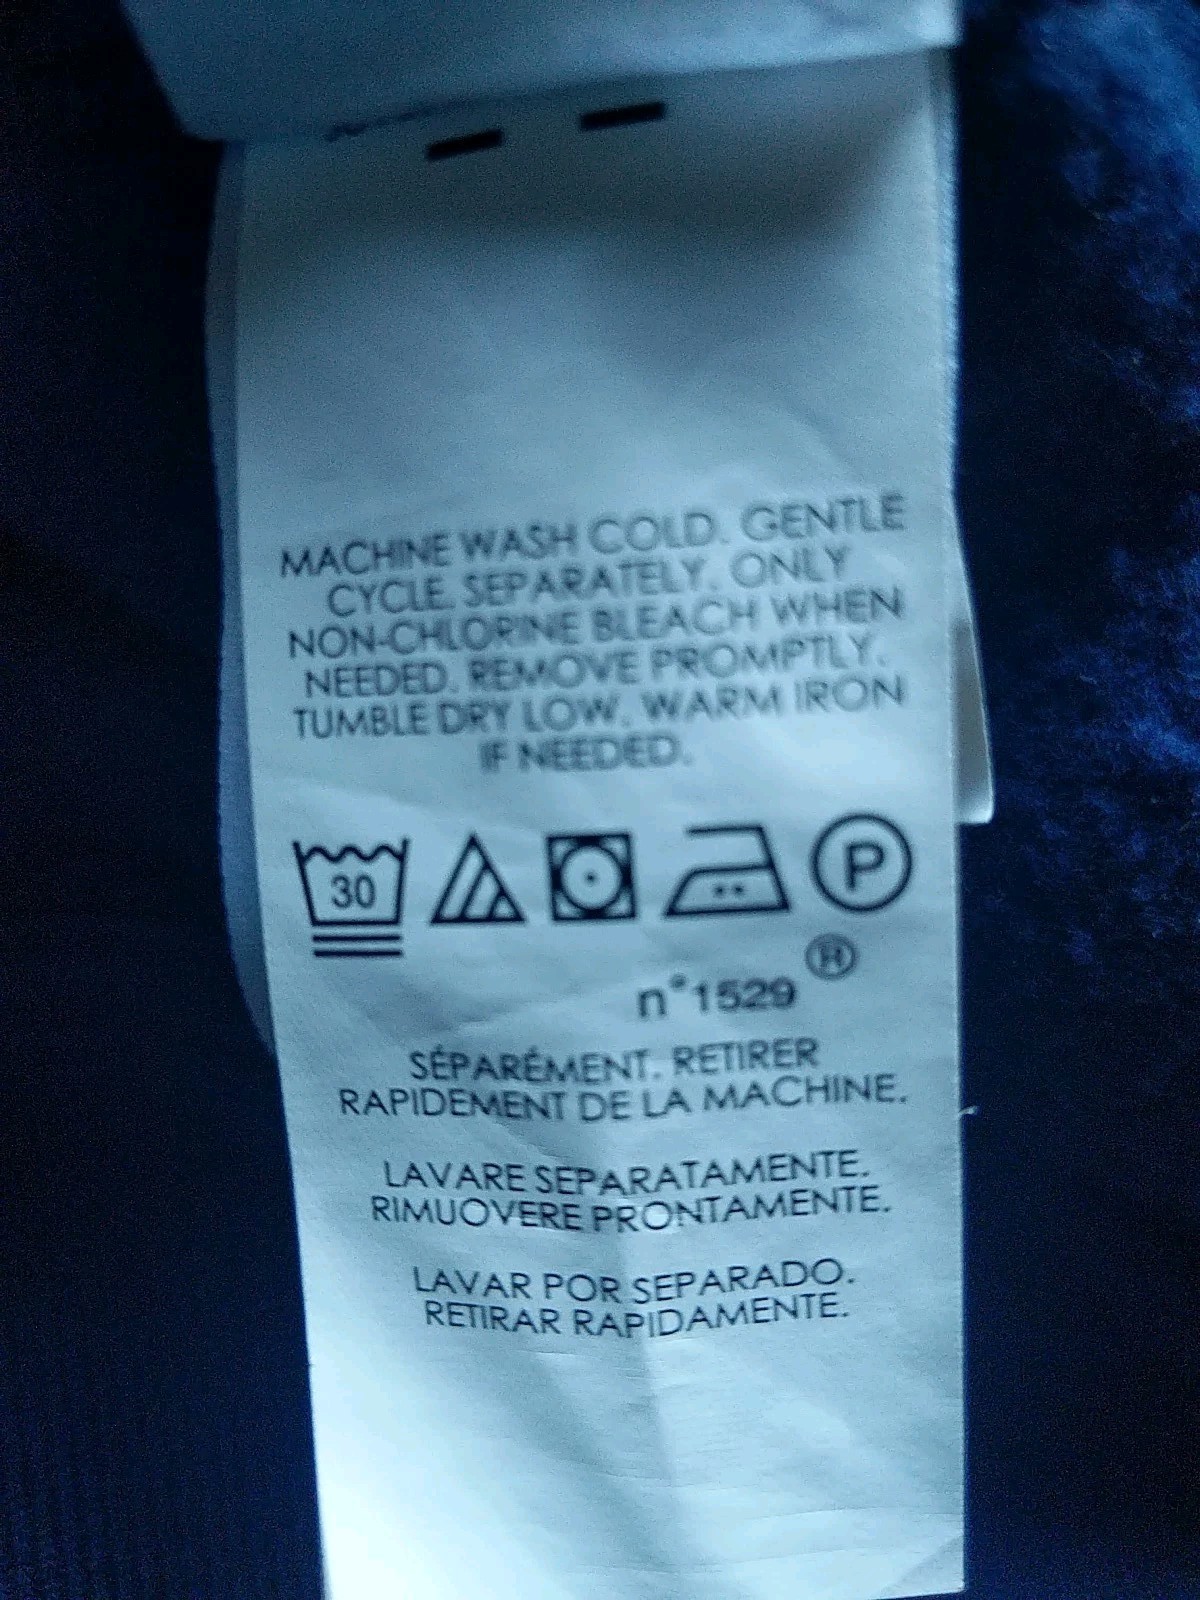 MACHINE WASH COLD. GENTLE
CYCLE. SEPARATELY. ONLY
NON-CHLORINE BLEACH WHEN
NEEDED. REMOVE PROMPTLY.
TUMBLE DRY LOW. WARM IRON
IF NEEDED.
30 P
®
n°1529
SÉPARÉMENT. RETIRER
RAPIDEMENT DE LA MACHINE.
LAVARE SEPARATAMENTE.
RIMUOVERE PRONTAMENTE.
LAVAR POR SEPARADO.
RETIRAR RAPIDAMENTE.